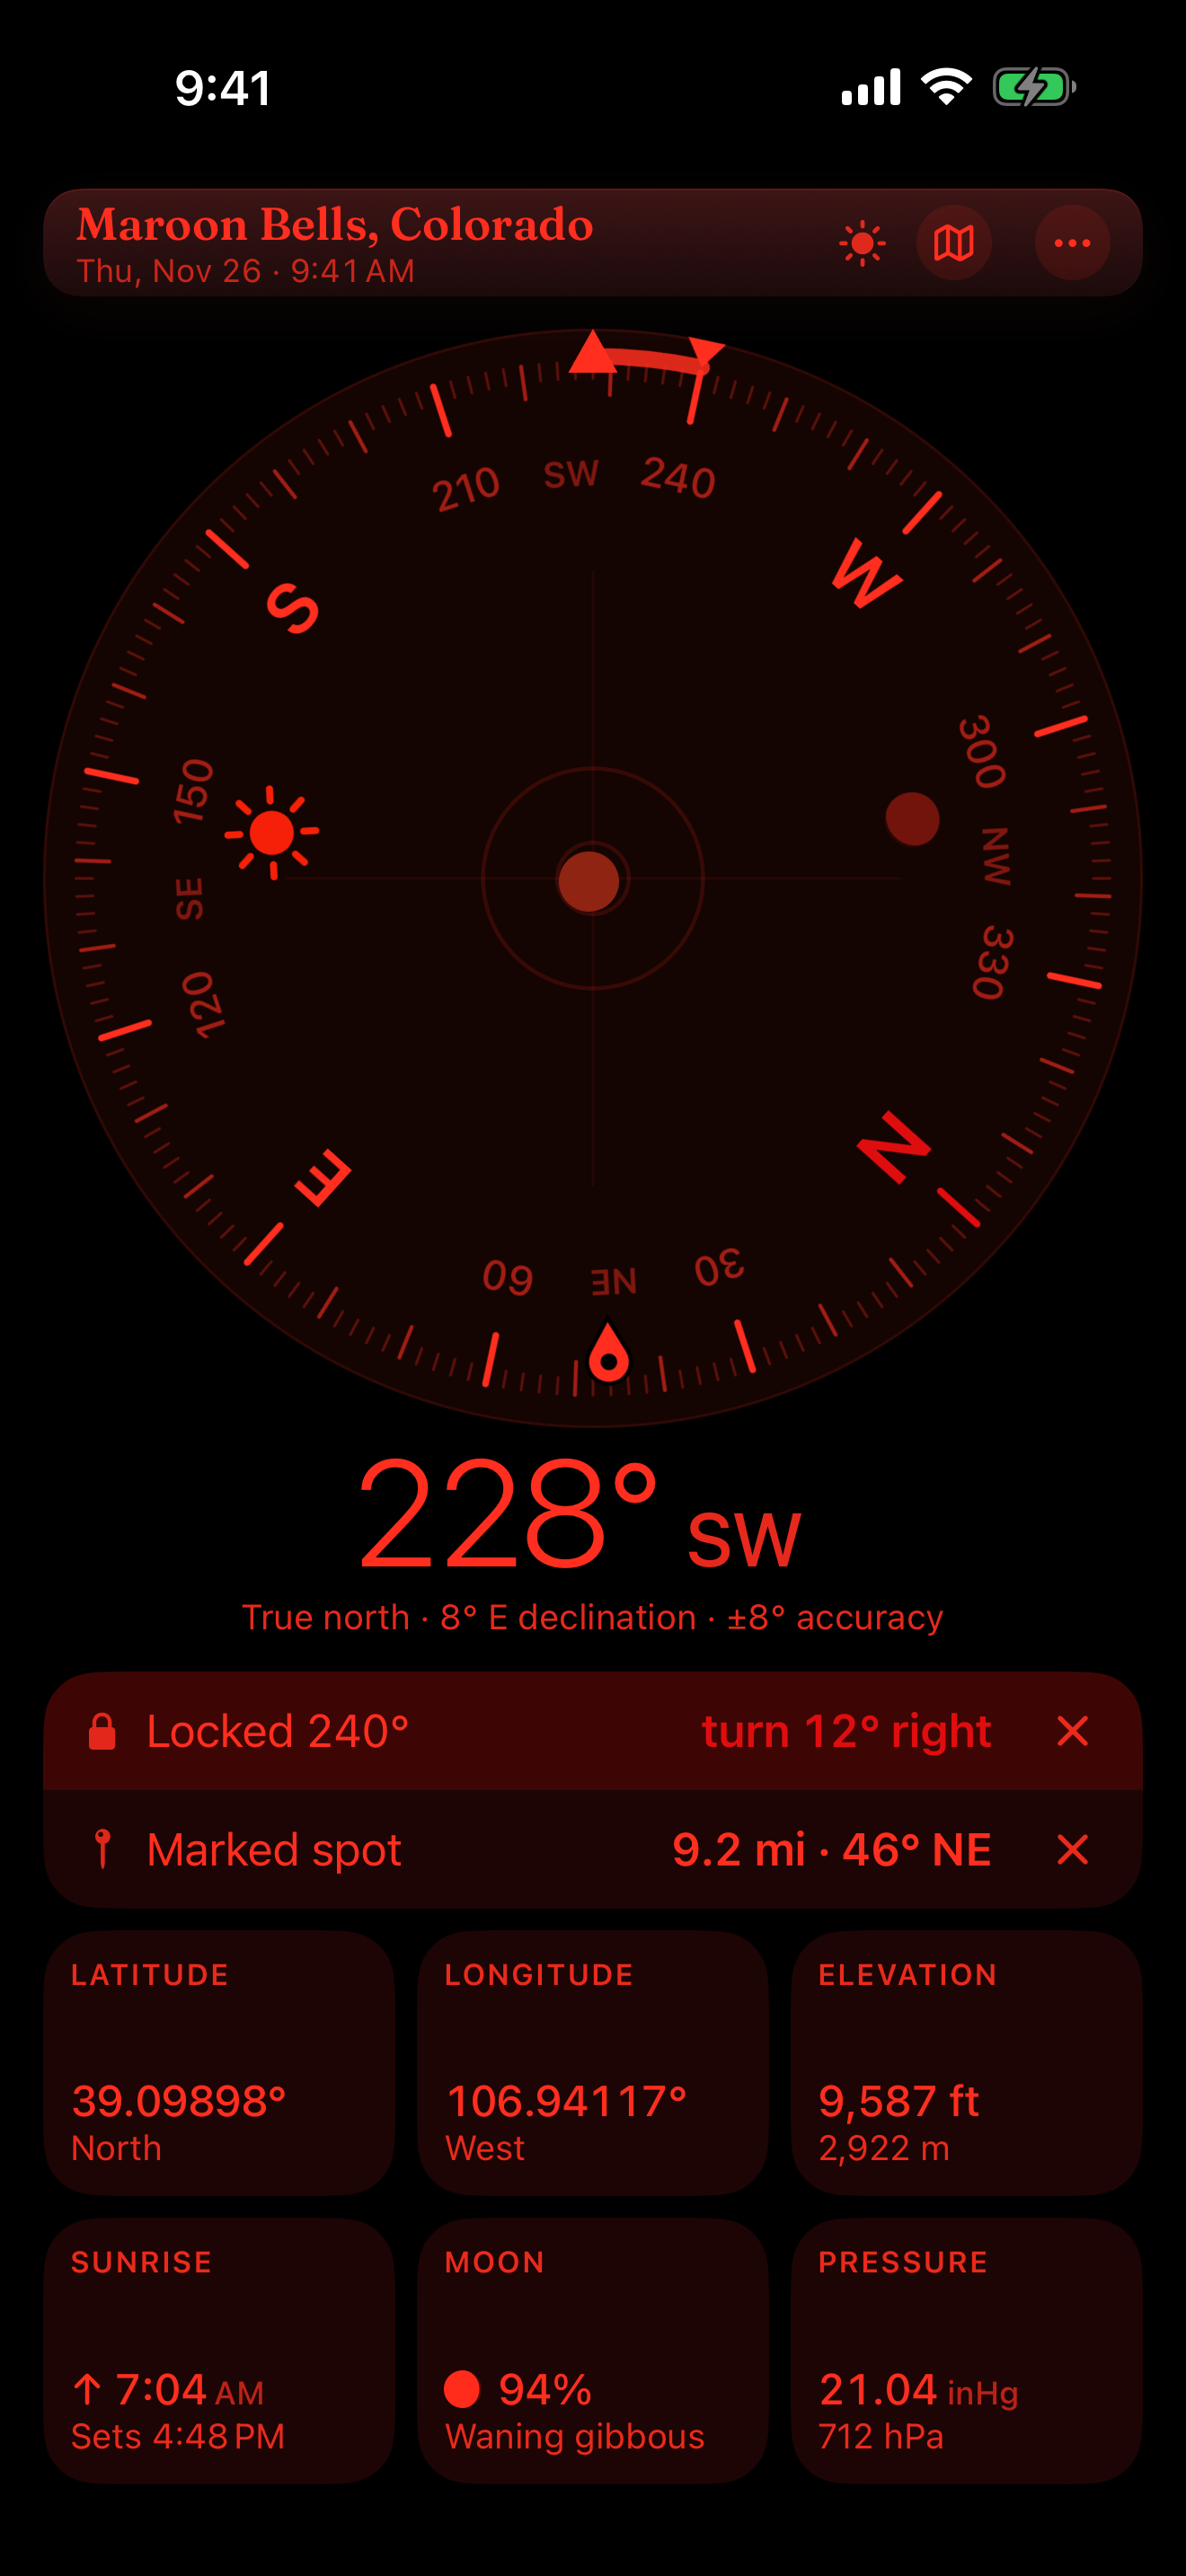 9:41
Maroon Bells, Colorado
Thu, Nov 26 · 9:41 AM
210
SW
240
S
W
150
300
SE
NW
120
330
E
N
60
NE
30
228° SW
True north · 8° E declination · ±8° accuracy
Locked 240°
turn 12° right
Marked spot
9.2 mi · 46° NE
LATITUDE
39.09898°
North
LONGITUDE
106.94117°
West
ELEVATION
9,587 ft
2,922 m
SUNRISE
↑ 7:04 AM
Sets 4:48 PM
MOON
94%
Waning gibbous
PRESSURE
21.04 inHg
712 hPa